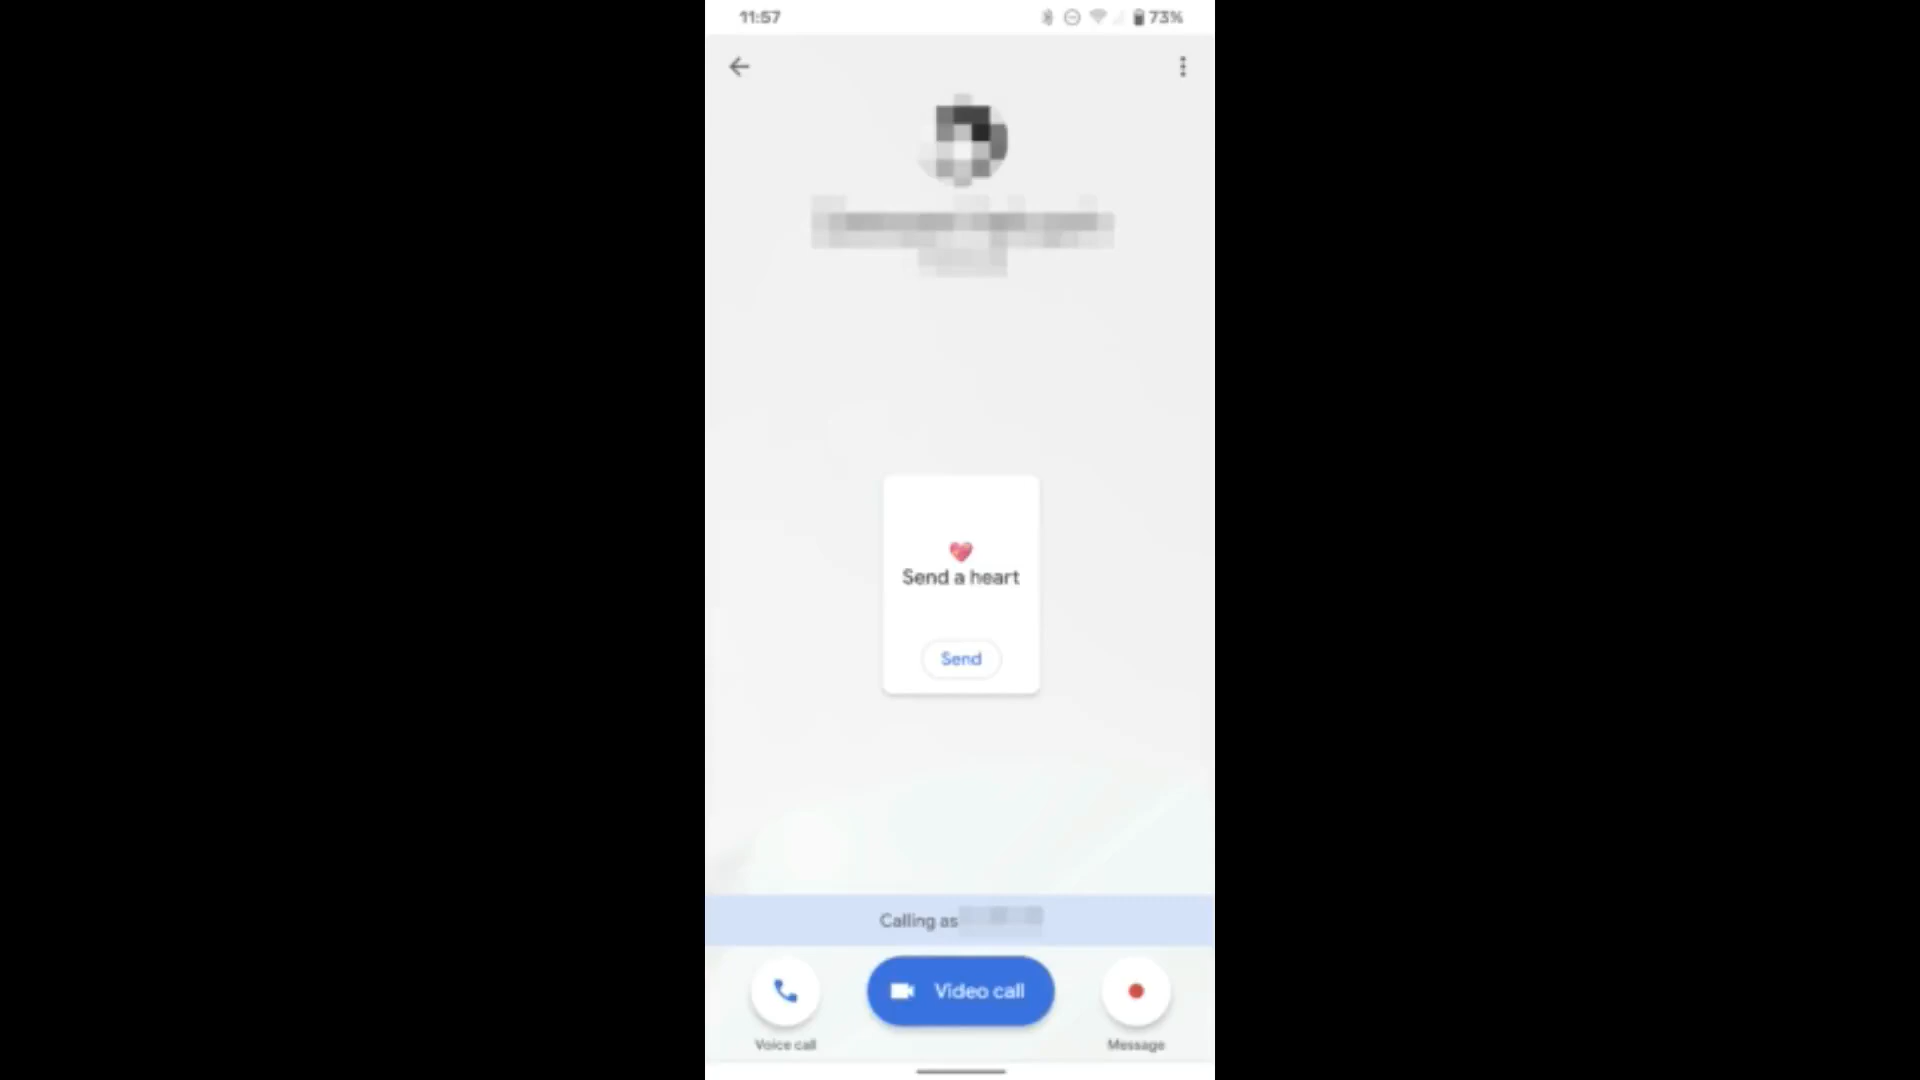 11:57
73%
Send a heart
Send
Calling as
Video call
Voice call
Message